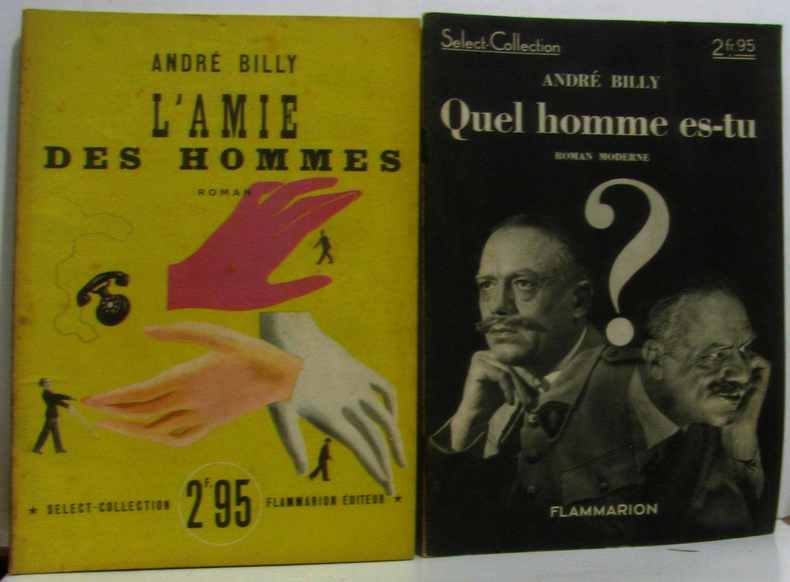 ANDRÉ BILLY
L'AMIE
DES HOMMES
ROMAN
★ SELECT-COLLECTION 2F.95 FLAMMARION ÉDITEUR ★
Select-Collection
2fr.95
ANDRÉ BILLY
Quel homme es-tu
ROMAN MODERNE
?
FLAMMARION